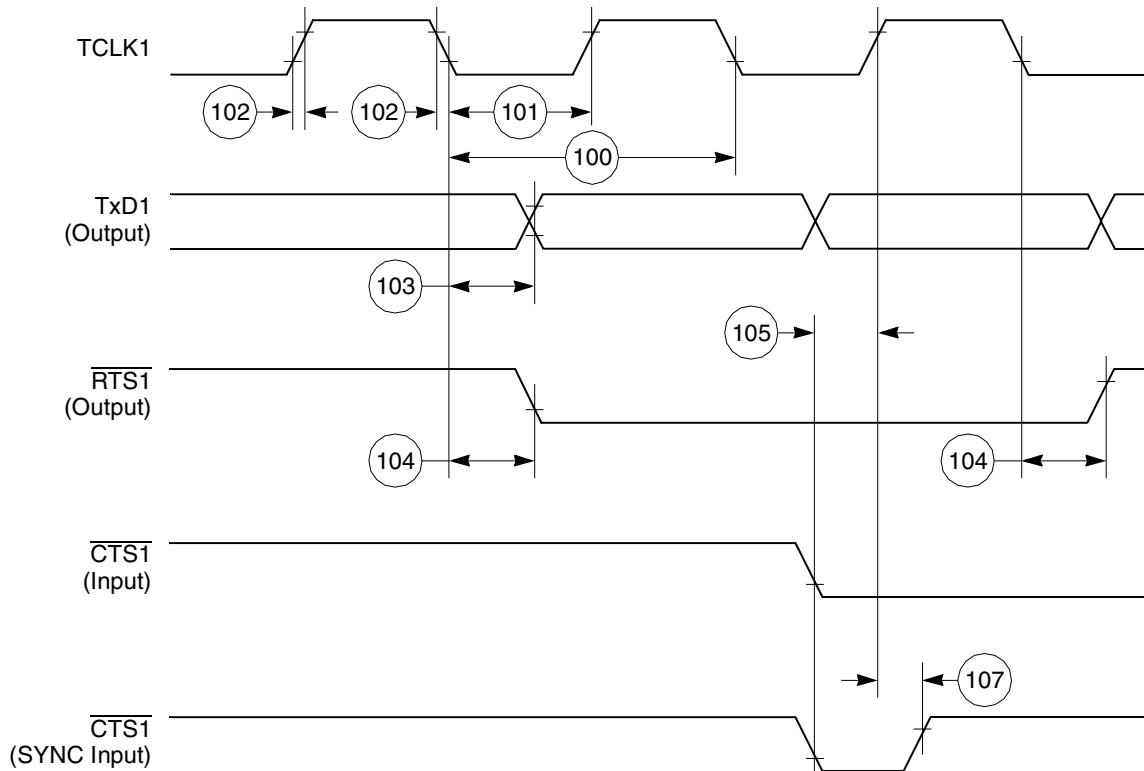 TCLK1
102
102
101
100
TxD1
(Output)
103
105
RTS1
(Output)
104
104
CTS1
(Input)
107
CTS1
(SYNC Input)